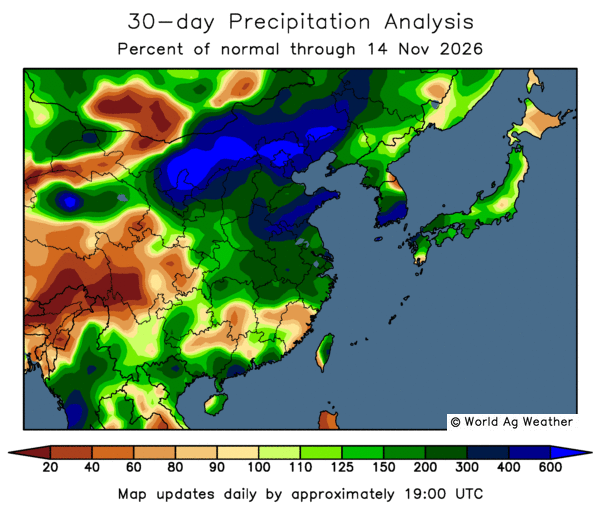 30-day Precipitation Analysis
Percent of normal through 14 Nov 2026
© World Ag Weather
20 40 60 80 90 100 110 125 150 200 300 400 600
Map updates daily by approximately 19:00 UTC